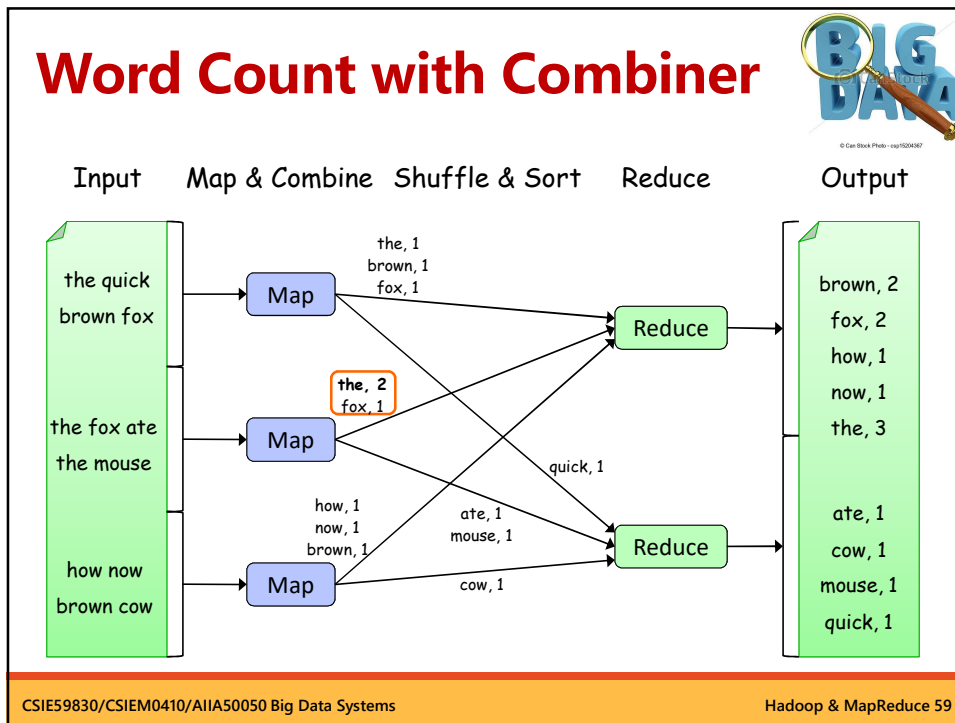 Word Count with Combiner
BIG
DATA
© CanStock
© Can Stock Photo - csp15204367
Input
Map & Combine
Shuffle & Sort
Reduce
Output
the quick
brown fox
the fox ate
the mouse
how now
brown cow
Map
Map
Map
the, 1
brown, 1
fox, 1
the, 2
fox, 1
how, 1
now, 1
brown, 1
quick, 1
ate, 1
mouse, 1
cow, 1
Reduce
Reduce
brown, 2
fox, 2
how, 1
now, 1
the, 3
ate, 1
cow, 1
mouse, 1
quick, 1
CSIE59830/CSIEM0410/AIIA50050 Big Data Systems
Hadoop & MapReduce 59